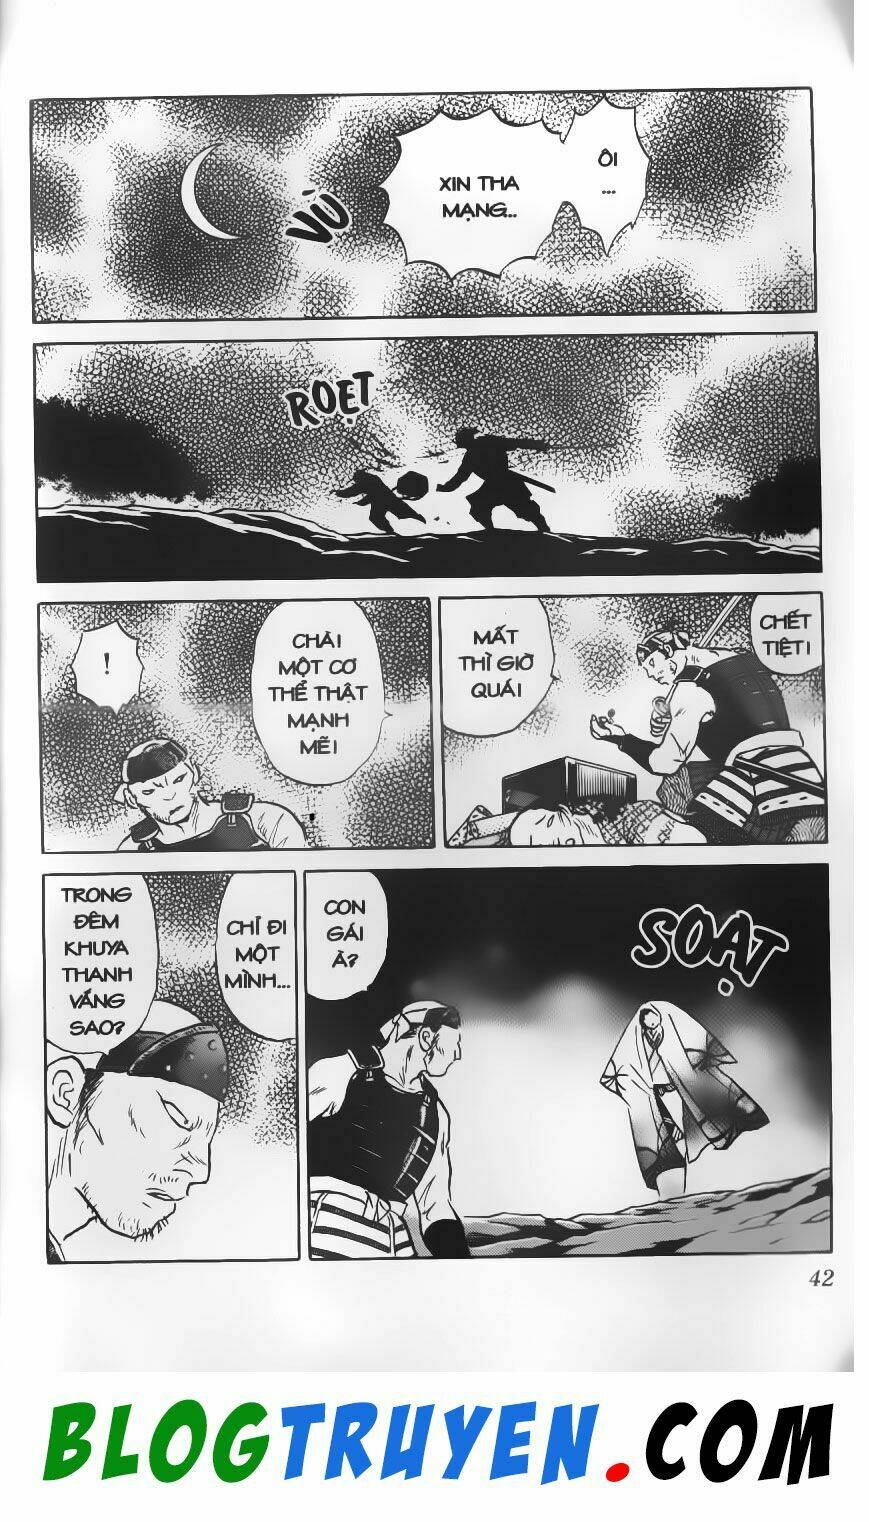 ÔI
...
XIN THA
MẠNG...
VÚ
ROẸT
CHẾT
TIỆT!
MẤT
THÌ GIỜ
QUÁ!
CHÀ!
MỘT CƠ
THỂ THẬT
MẠNH
MẼ!
!
CON
GÁI
À?
SOẠT
CHỈ ĐI
MỘT
MÌNH...
TRONG
ĐÊM
KHUYA
THANH
VẮNG
SAO?
42
BLOGTRUYEN.COM